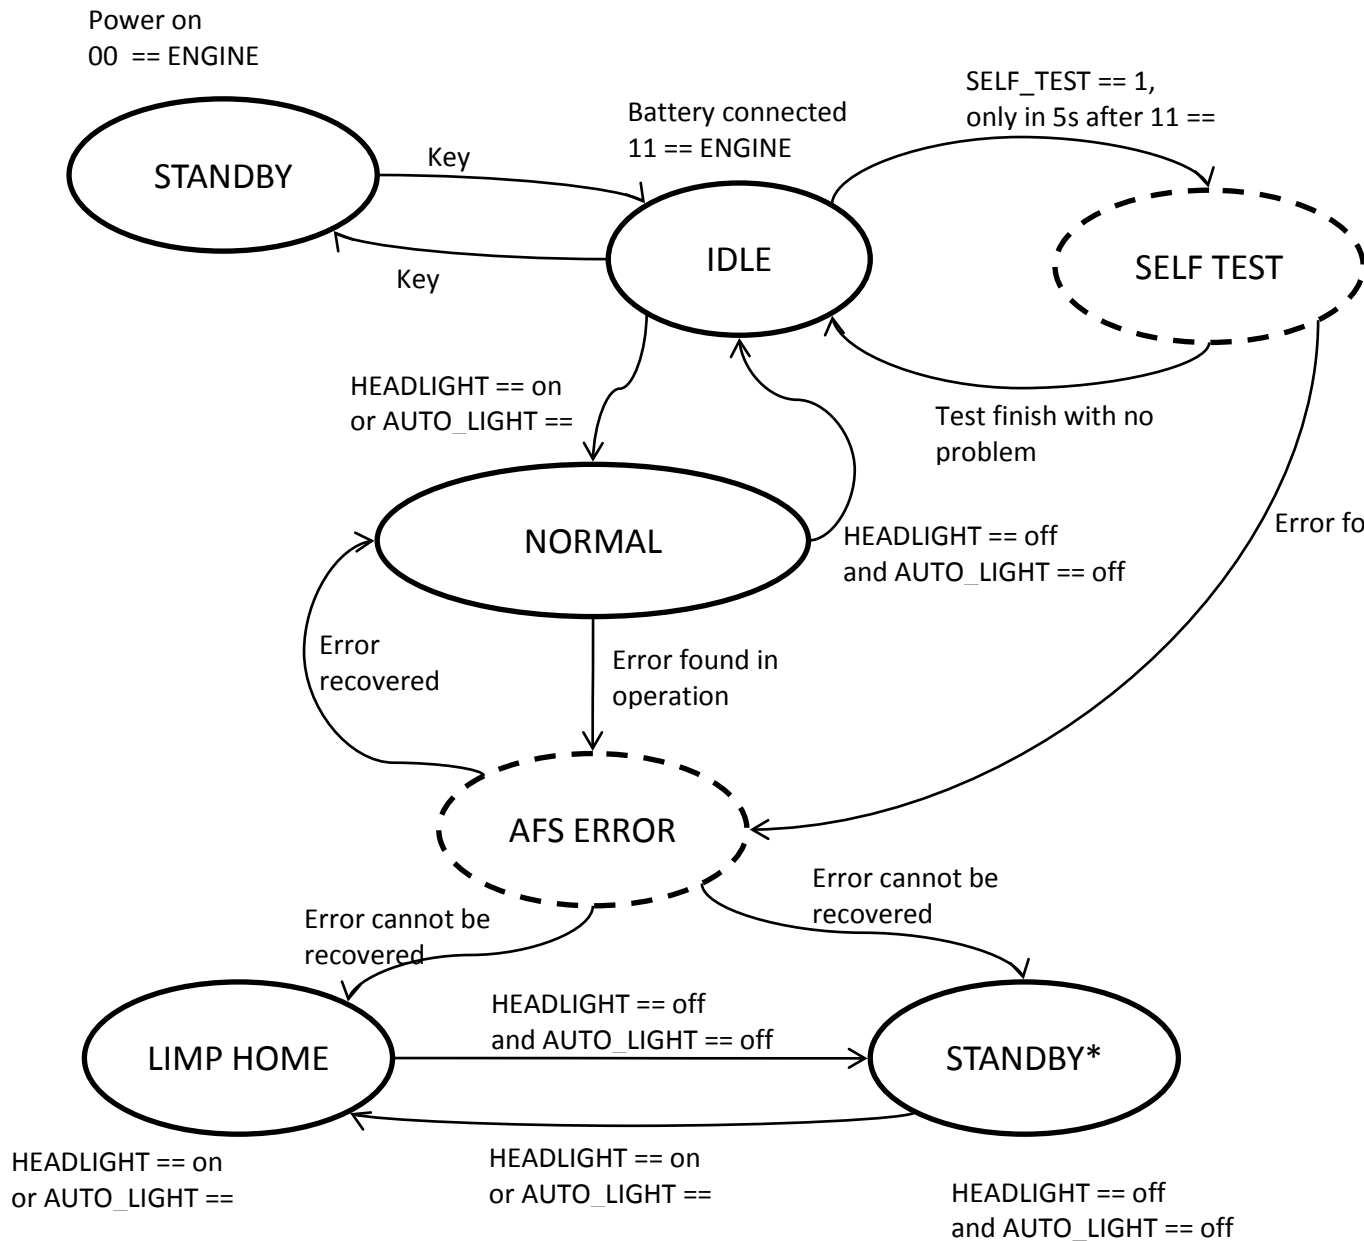 Power on
00 == ENGINE
SELF_TEST == 1,
only in 5s after 11 ==
Battery connected
11 == ENGINE
Key
STANDBY
IDLE
SELF TEST
Key
HEADLIGHT == on
or AUTO_LIGHT ==
Test finish with no
problem
NORMAL
HEADLIGHT == off
and AUTO_LIGHT == off
Error fo
Error
recovered
Error found in
operation
AFS ERROR
Error cannot be
recovered
Error cannot be
recovered
HEADLIGHT == off
and AUTO_LIGHT == off
LIMP HOME
STANDBY*
HEADLIGHT == on
or AUTO_LIGHT ==
HEADLIGHT == on
or AUTO_LIGHT ==
HEADLIGHT == off
and AUTO_LIGHT == off